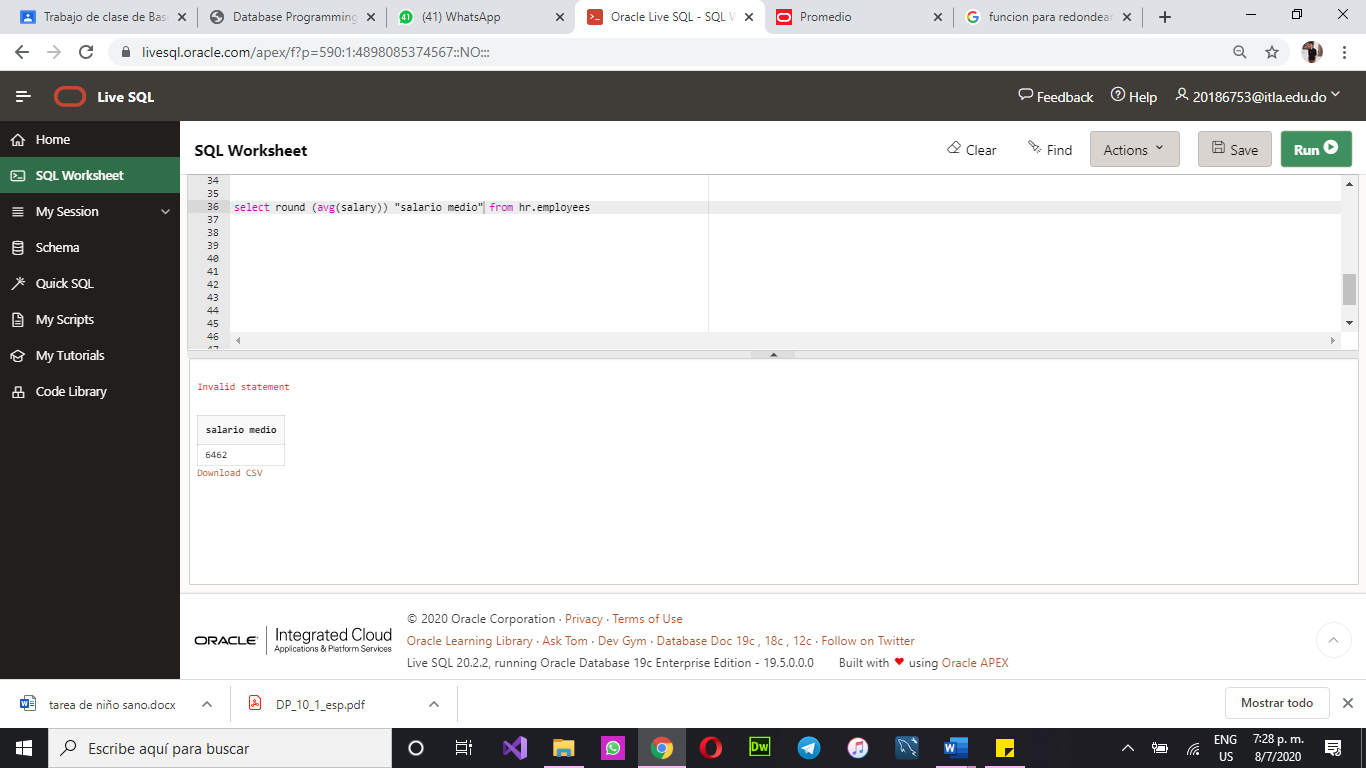 Trabajo de clase de Bas
Database Programming
(41) WhatsApp
Oracle Live SQL - SQL W
Promedio
funcion para redondear
livesql.oracle.com/apex/f?p=590:1:4898085374567::NO:::
Live SQL
Feedback
Help
20186753@itla.edu.do
Home
SQL Worksheet
My Session
Schema
Quick SQL
My Scripts
My Tutorials
Code Library
SQL Worksheet
Clear
Find
Actions
Save
Run
34
35
36 select round (avg(salary)) "salario medio" from hr.employees
37
38
39
40
41
42
43
44
45
46
47
Invalid statement
salario medio
6462
Download CSV
ORACLE Integrated Cloud
Applications & Platform Services
© 2020 Oracle Corporation · Privacy · Terms of Use
Oracle Learning Library · Ask Tom · Dev Gym · Database Doc 19c , 18c , 12c · Follow on Twitter
Live SQL 20.2.2, running Oracle Database 19c Enterprise Edition - 19.5.0.0.0 Built with ❤ using Oracle APEX
tarea de niño sano.docx
DP_10_1_esp.pdf
Mostrar todo
Escribe aquí para buscar
Dw
ENG
US
7:28 p. m.
8/7/2020